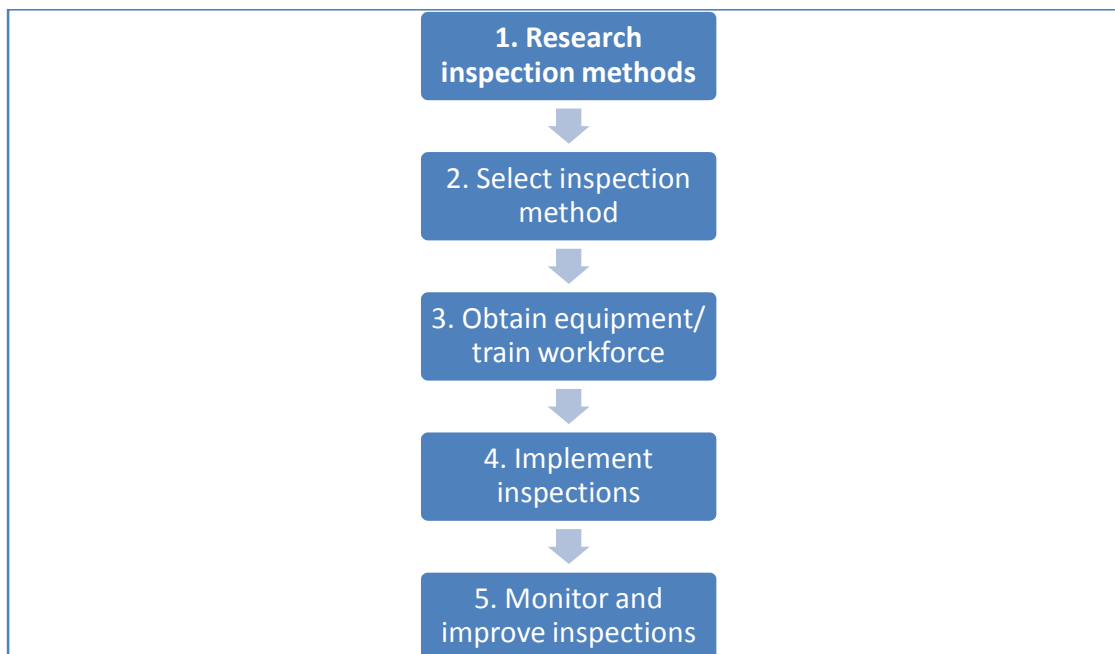 1. Research
inspection methods
2. Select inspection
method
3. Obtain equipment/
train workforce
4. Implement
inspections
5. Monitor and
improve inspections